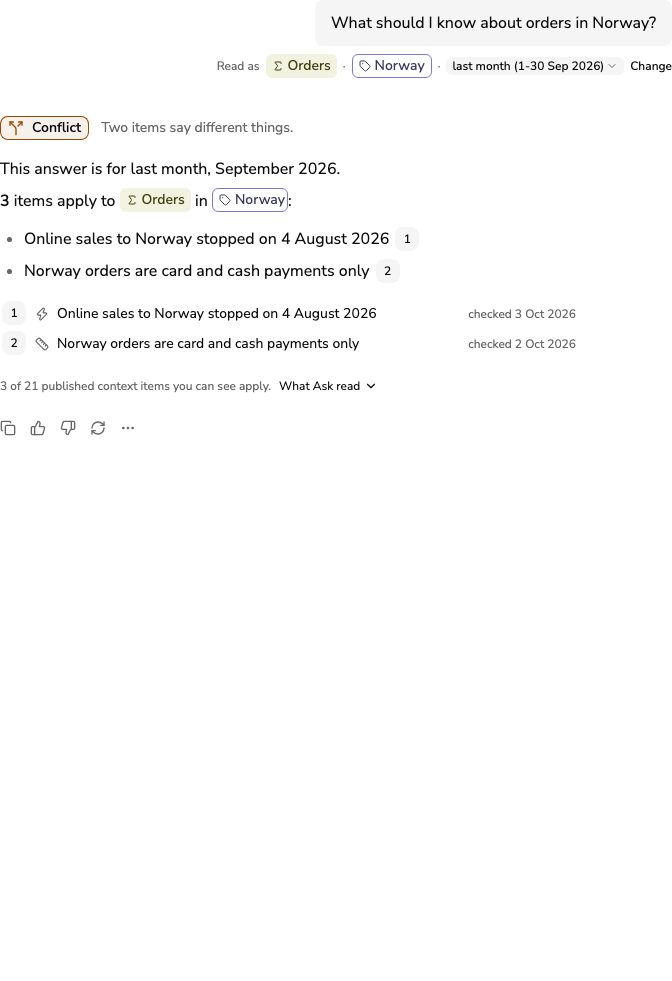 What should I know about orders in Norway?
Read as Σ Orders · Norway · last month (1-30 Sep 2026) Change
Conflict Two items say different things.
This answer is for last month, September 2026.
3 items apply to Σ Orders in Norway:
• Online sales to Norway stopped on 4 August 2026 1
• Norway orders are card and cash payments only 2
1 Online sales to Norway stopped on 4 August 2026 checked 3 Oct 2026
2 Norway orders are card and cash payments only checked 2 Oct 2026
3 of 21 published context items you can see apply. What Ask read